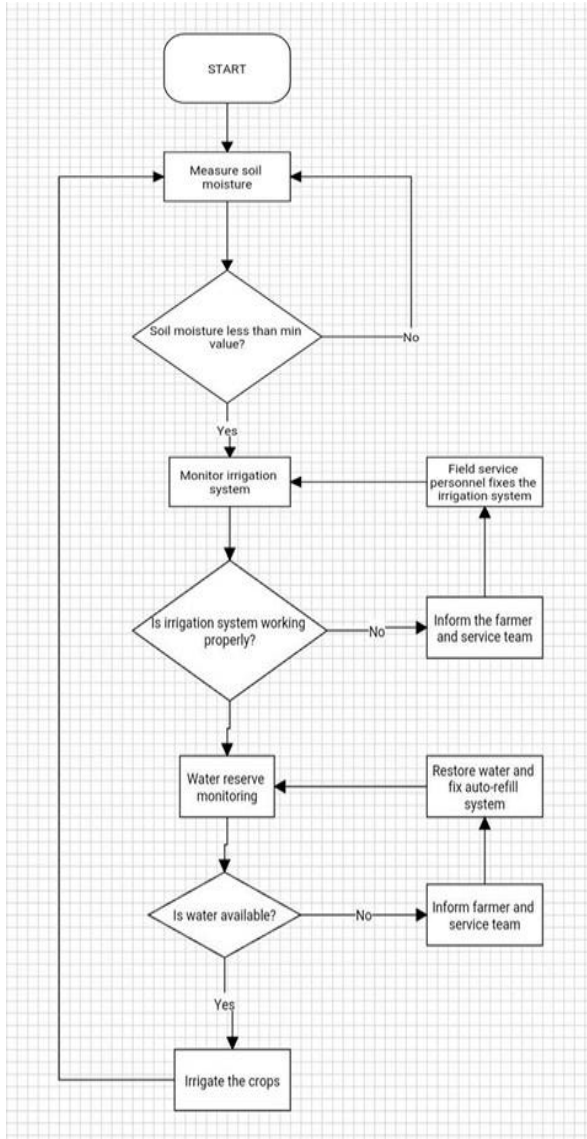 START
Measure soil
moisture
Soil moisture less than min
value?
No
Yes
Monitor irrigation
system
Field service
personnel fixes the
irrigation system
Is irrigation system working
properly?
No
Inform the farmer
and service team
Water reserve
monitoring
Restore water and
fix auto-refill
system
Is water available?
No
Inform farmer and
service team
Yes
Irrigate the crops